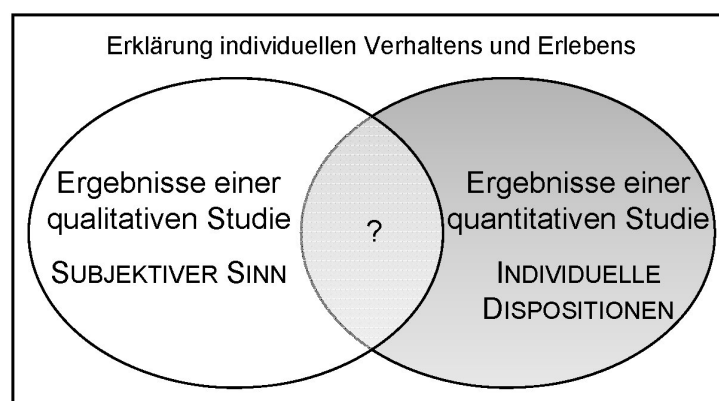 Erklärung individuellen Verhaltens und Erlebens
Ergebnisse einer
qualitativen Studie
SUBJEKTIVER SINN
?
Ergebnisse einer
quantitativen Studie
INDIVIDUELLE
DISPOSITIONEN